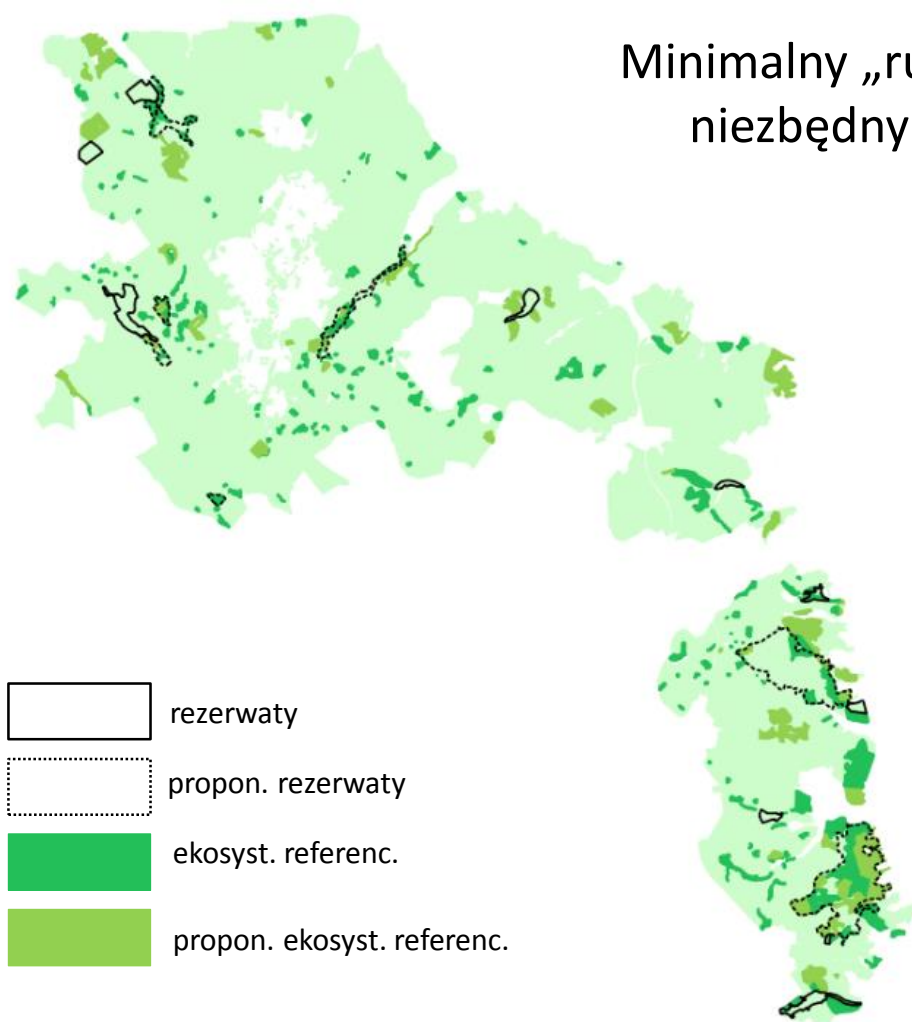 Minimalny „ru
niezbędny
rezerwaty
propon. rezerwaty
ekosyst. referenc.
propon. ekosyst. referenc.